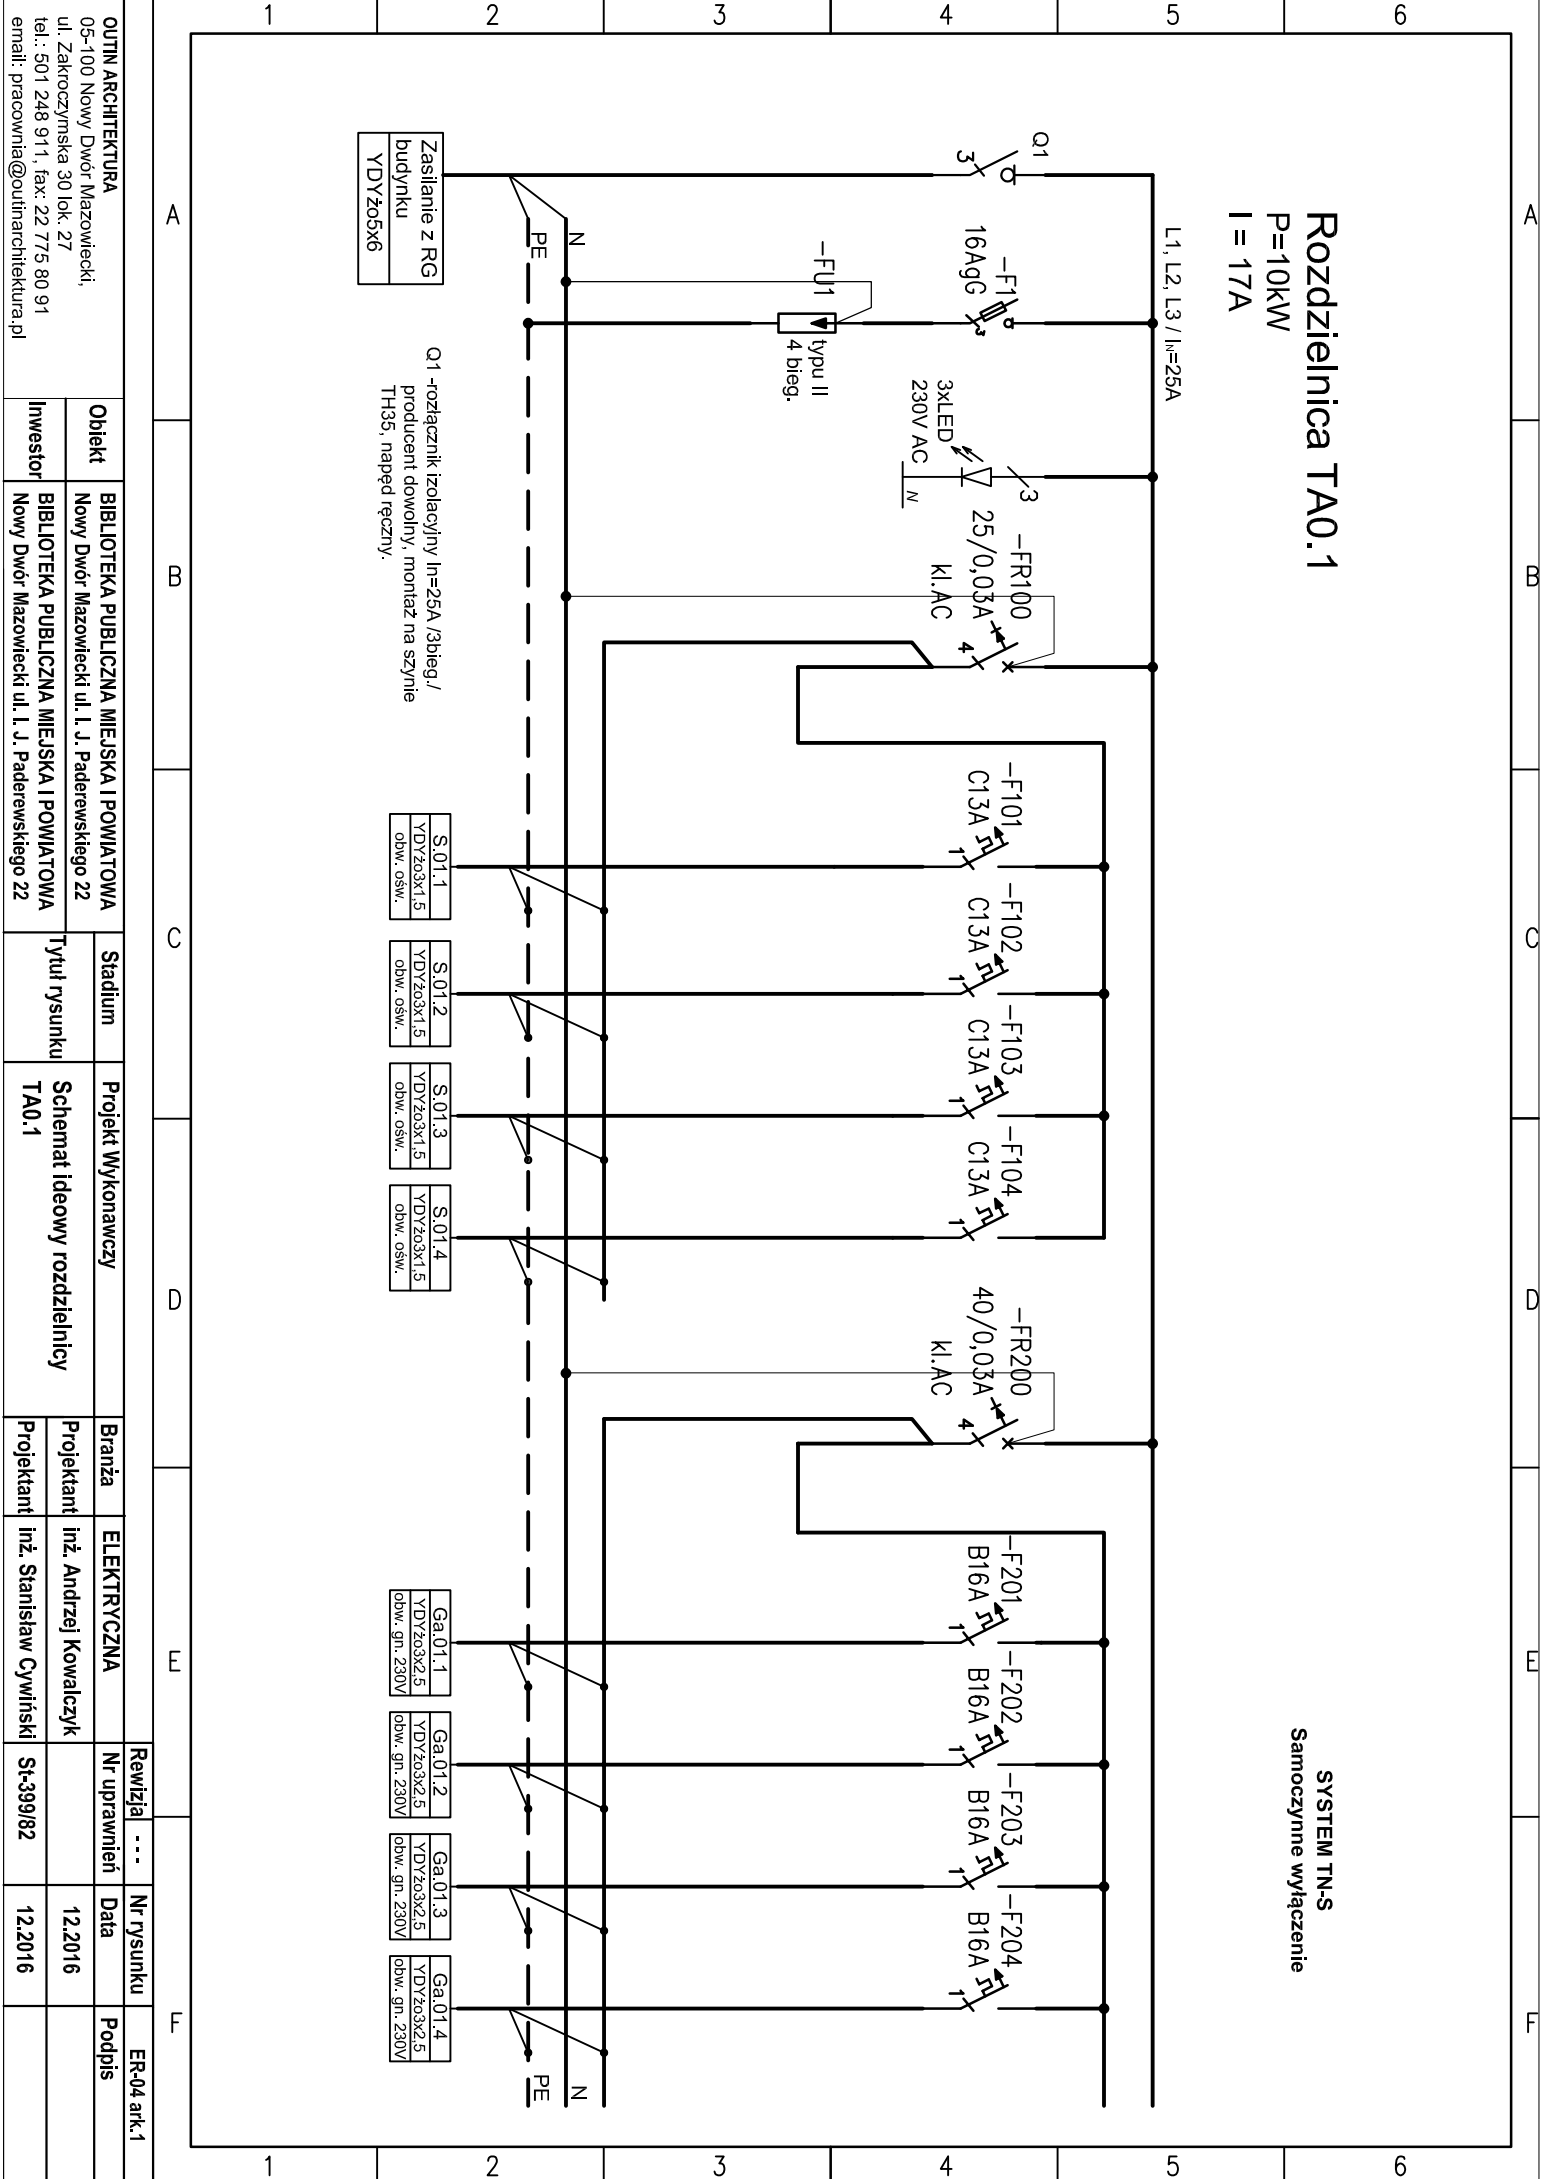 A
B
C
D
E
F
6
5
4
3
2
1
Rozdzielnica TA0.1
P=10kW
I= 17A
SYSTEM TN-S
Samoczynne wyłączenie
L1, L2, L3 / IN=25A
Q1
3
-F1
16AgG
3
-FU1
typu II
4 bieg.
3xLED
230V AC
3
N
-FR100
25/0,03A
kl.AC
4
-F101
C13A
1
-F102
C13A
1
-F103
C13A
1
-F104
C13A
1
-FR200
40/0,03A
kl.AC
4
-F201
B16A
1
-F202
B16A
1
-F203
B16A
1
-F204
B16A
1
N
PE
N
PE
Zasilanie z RG
budynku
YDYżo5x6
Q1 -rozłącznik izolacyjny In=25A /3bieg./
producent dowolny, montaż na szynie
TH35, napęd ręczny.
S.01.1
YDYżo3x1,5
obw. ośw.
S.01.2
YDYżo3x1,5
obw. ośw.
S.01.3
YDYżo3x1,5
obw. ośw.
S.01.4
YDYżo3x1,5
obw. ośw.
Ga.01.1
YDYżo3x2,5
obw. gn. 230V
Ga.01.2
YDYżo3x2,5
obw. gn. 230V
Ga.01.3
YDYżo3x2,5
obw. gn. 230V
Ga.01.4
YDYżo3x2,5
obw. gn. 230V
6
5
4
3
2
1
A
B
C
D
E
F
OUTIN ARCHITEKTURA
05-100 Nowy Dwór Mazowiecki,
ul. Zakroczymska 30 lok. 27
tel.: 501 248 911, fax: 22 775 80 91
email: pracownia@outinarchitektura.pl
Obiekt
BIBLIOTEKA PUBLICZNA MIEJSKA I POWIATOWA
Nowy Dwór Mazowiecki ul. I. J. Paderewskiego 22
Inwestor
BIBLIOTEKA PUBLICZNA MIEJSKA I POWIATOWA
Nowy Dwór Mazowiecki ul. I. J. Paderewskiego 22
Stadium
Projekt Wykonawczy
Tytuł rysunku
Schemat ideowy rozdzielnicy
TA0.1
Rewizja
---
Nr rysunku
ER-04 ark.1
Branża
ELEKTRYCZNA
Nr uprawnień
Data
Podpis
Projektant
inż. Andrzej Kowalczyk
12.2016
Projektant
inż. Stanisław Cywiński
St-399/82
12.2016